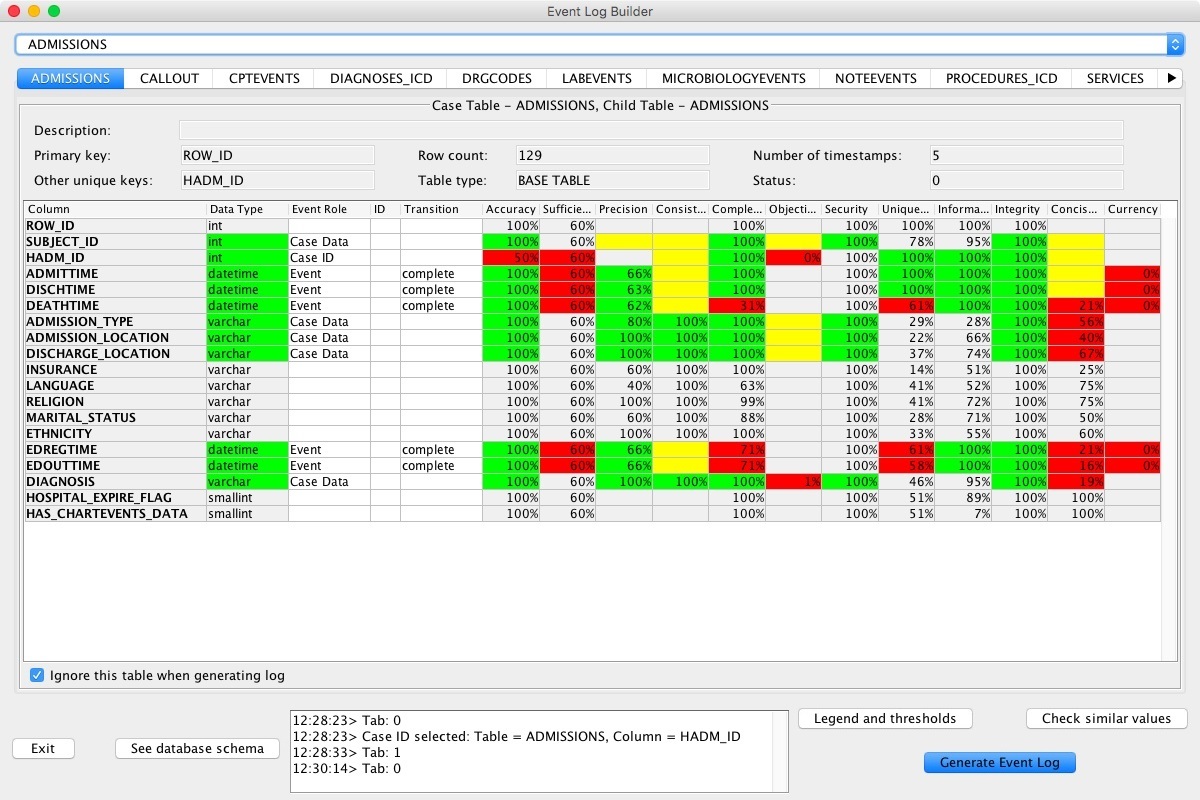 Event Log Builder
ADMISSIONS
ADMISSIONS CALLOUT CPTEVENTS DIAGNOSES_ICD DRGCODES LABEVENTS MICROBIOLOGYEVENTS NOTEEVENTS PROCEDURES_ICD SERVICES
Case Table – ADMISSIONS, Child Table – ADMISSIONS
Description:
Primary key: ROW_ID Row count: 129 Number of timestamps: 5
Other unique keys: HADM_ID Table type: BASE TABLE Status: 0
Column Data Type Event Role ID Transition Accuracy Sufficie... Precision Consist... Comple... Objecti... Security Unique... Informa... Integrity Concis... Currency
ROW_ID int 100% 60% 100% 100% 100% 100% 100%
SUBJECT_ID int Case Data 100% 60% 100% 100% 78% 95% 100%
HADM_ID int Case ID 50% 60% 100% 0% 100% 100% 100% 100%
ADMITTIME datetime Event complete 100% 60% 66% 100% 100% 100% 100% 100% 0%
DISCHTIME datetime Event complete 100% 60% 63% 100% 100% 100% 100% 100% 0%
DEATHTIME datetime Event complete 100% 60% 62% 31% 100% 61% 100% 100% 21% 0%
ADMISSION_TYPE varchar Case Data 100% 60% 80% 100% 100% 100% 29% 28% 100% 56%
ADMISSION_LOCATION varchar Case Data 100% 60% 100% 100% 100% 100% 22% 66% 100% 40%
DISCHARGE_LOCATION varchar Case Data 100% 60% 100% 100% 100% 100% 37% 74% 100% 67%
INSURANCE varchar 100% 60% 60% 100% 100% 100% 14% 51% 100% 25%
LANGUAGE varchar 100% 60% 40% 100% 63% 100% 41% 52% 100% 75%
RELIGION varchar 100% 60% 100% 100% 99% 100% 41% 72% 100% 75%
MARITAL_STATUS varchar 100% 60% 60% 100% 88% 100% 28% 71% 100% 50%
ETHNICITY varchar 100% 60% 100% 100% 100% 100% 33% 55% 100% 60%
EDREGTIME datetime Event complete 100% 60% 66% 71% 100% 61% 100% 100% 21% 0%
EDOUTTIME datetime Event complete 100% 60% 66% 71% 100% 58% 100% 100% 16% 0%
DIAGNOSIS varchar Case Data 100% 60% 100% 100% 100% 1% 100% 46% 95% 100% 19%
HOSPITAL_EXPIRE_FLAG smallint 100% 60% 100% 100% 51% 89% 100% 100%
HAS_CHARTEVENTS_DATA smallint 100% 60% 100% 100% 51% 7% 100% 100%
Ignore this table when generating log
12:28:23> Tab: 0
12:28:23> Case ID selected: Table = ADMISSIONS, Column = HADM_ID
12:28:33> Tab: 1
12:30:14> Tab: 0
Legend and thresholds Check similar values
Exit See database schema
Generate Event Log